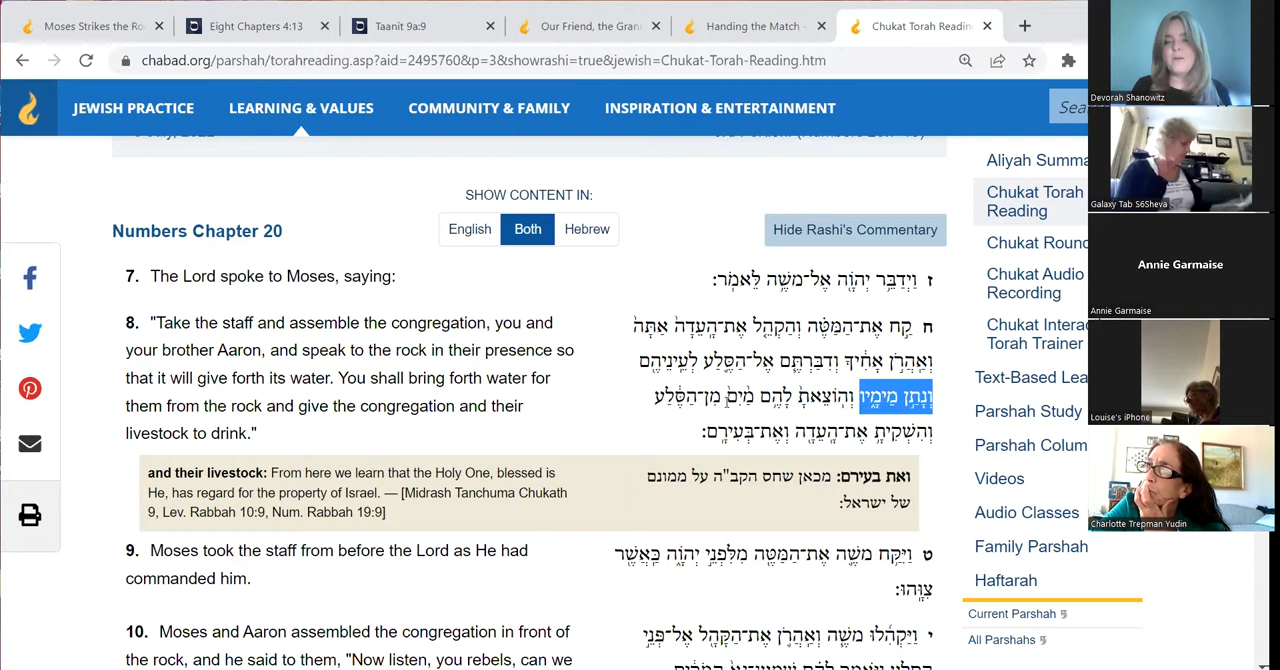 Moses Strikes the Ro
Eight Chapters 4:13
Taanit 9a:9
Our Friend, the Gran
Handing the Match -
Chukat Torah Readin
chabad.org/parshah/torahreading.asp?aid=2495760&p=3&showrashi=true&jewish=Chukat-Torah-Reading.htm
JEWISH PRACTICE
LEARNING & VALUES
COMMUNITY & FAMILY
INSPIRATION & ENTERTAINMENT
Sea
SHOW CONTENT IN:
Numbers Chapter 20
English
Both
Hebrew
Hide Rashi's Commentary
7. The Lord spoke to Moses, saying:
ז וַיְדַבֵּ֥ר יְהֹוָ֖ה אֶל־משֶׁ֥ה לֵּאמֹֽר:
8. "Take the staff and assemble the congregation, you and
your brother Aaron, and speak to the rock in their presence so
that it will give forth its water. You shall bring forth water for
them from the rock and give the congregation and their
livestock to drink."
ח קַ֣ח אֶת־הַמַּטֶּ֗ה וְהַקְהֵ֤ל אֶת־הָֽעֵדָה֙ אַתָּה֙
וְאַֽהֲרֹ֣ן אָחִ֔יךָ וְדִבַּרְתֶּ֧ם אֶל־הַסֶּ֛לַע לְעֵֽינֵיהֶ֖ם
וְנָתַ֣ן מֵימָ֑יו וְהֽוֹצֵאתָ֨ לָהֶ֥ם מַ֨יִם֙ מִן־הַסֶּ֔לַע
וְהִשְׁקִיתָ֥ אֶת־הָֽעֵדָ֖ה וְאֶת־בְּעִירָֽם:
and their livestock: From here we learn that the Holy One, blessed is
He, has regard for the property of Israel. — [Midrash Tanchuma Chukath
9, Lev. Rabbah 10:9, Num. Rabbah 19:9]
ואת בעירם: מכאן שחס הקב"ה על ממונם
של ישראל:
9. Moses took the staff from before the Lord as He had
commanded him.
ט וַיִּקַּ֥ח משֶׁ֛ה אֶת־הַמַּטֶּ֖ה מִלִּפְנֵ֣י יְהֹוָ֑ה כַּֽאֲשֶׁ֖ר
צִוָּֽהוּ:
10. Moses and Aaron assembled the congregation in front of
the rock, and he said to them, "Now listen, you rebels, can we
י וַיַּקְהִ֜לוּ משֶׁ֧ה וְאַֽהֲרֹ֛ן אֶת־הַקָּהָ֖ל אֶל־פְּנֵ֣י
Aliyah Summa
Chukat Torah
Reading
Chukat Roun
Chukat Audio
Recording
Chukat Intera
Torah Trainer
Text-Based Lea
Parshah Study
Parshah Colum
Videos
Audio Classes
Family Parshah
Haftarah
Current Parshah
All Parshahs
Devorah Shanowitz
Galaxy Tab S6Sheva
Annie Garmaise
Annie Garmaise
Louise's iPhone
Charlotte Trepman Yudin